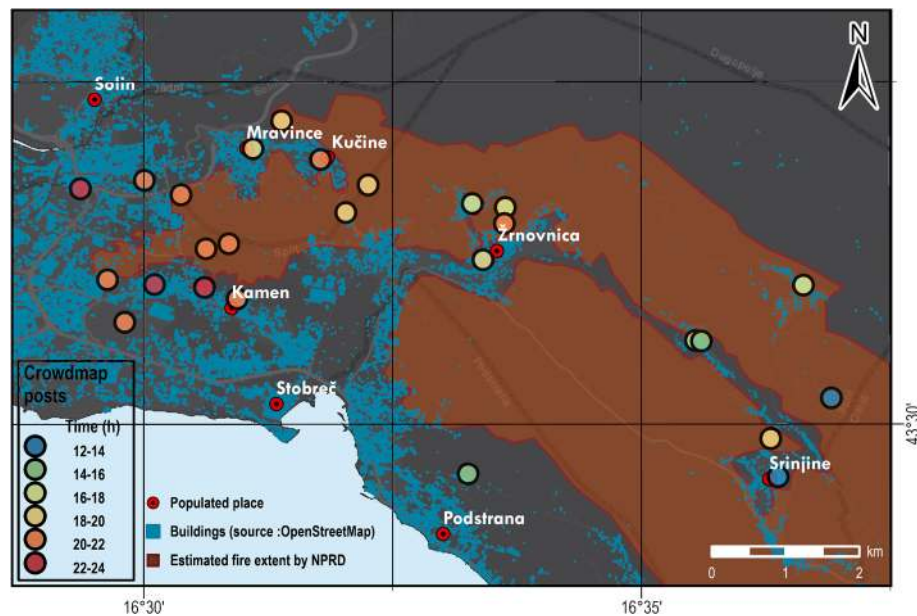 N
Solin
Mravince
Kučine
Žrnovnica
Kamen
Stobreč
Podstrana
Srinjine
Crowdmap
posts
Time (h)
12-14
14-16
16-18
18-20
20-22
22-24
Populated place
Buildings (source :OpenStreetMap)
Estimated fire extent by NPRD
km
0 1 2
43°30
16°30
16°35